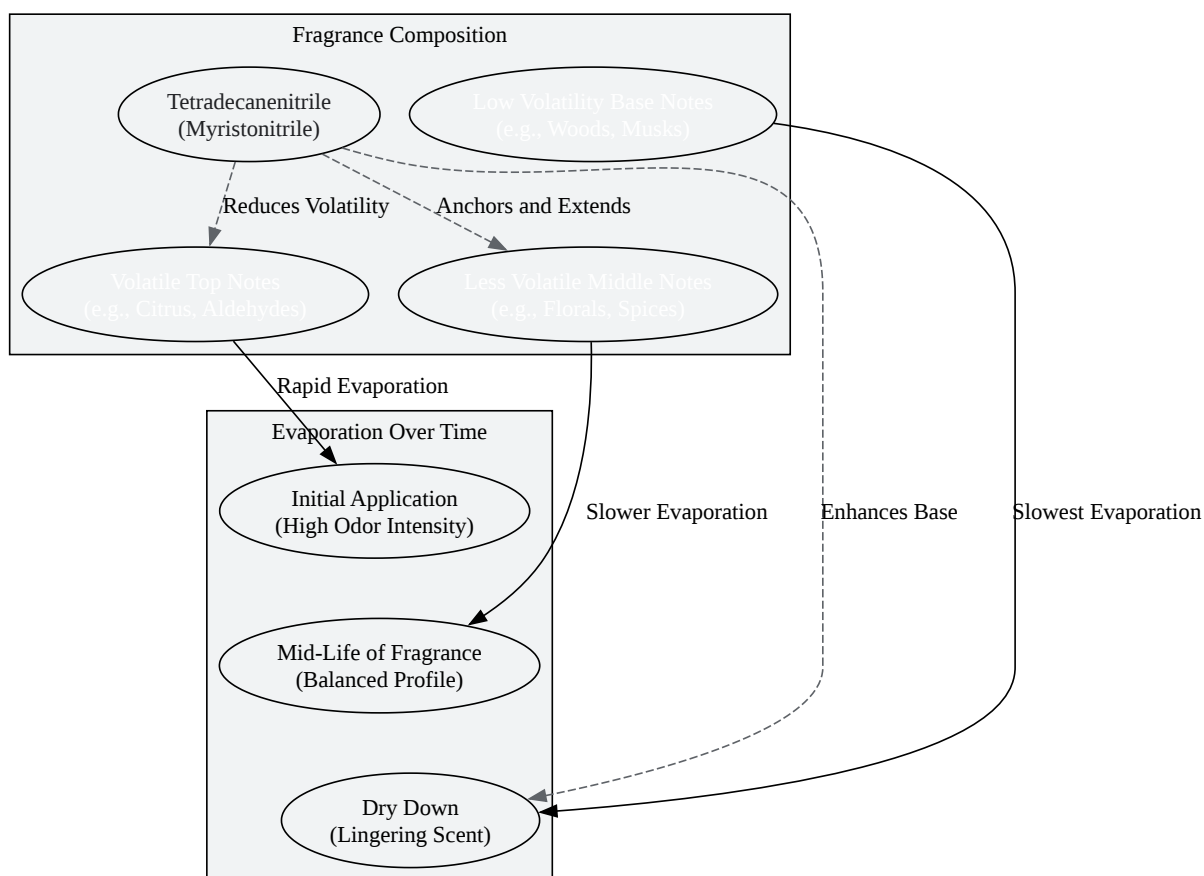 Fragrance Composition
Tetradecanenitrile
(Myristonitrile)
Low Volatility Base Notes
(e.g., Woods, Musks)
Reduces Volatility
Anchors and Extends
Volatile Top Notes
(e.g., Citrus, Aldehydes)
Less Volatile Middle Notes
(e.g., Florals, Spices)
Rapid Evaporation
Evaporation Over Time
Initial Application
(High Odor Intensity)
Slower Evaporation
Enhances Base
Slowest Evaporation
Mid-Life of Fragrance
(Balanced Profile)
Dry Down
(Lingering Scent)